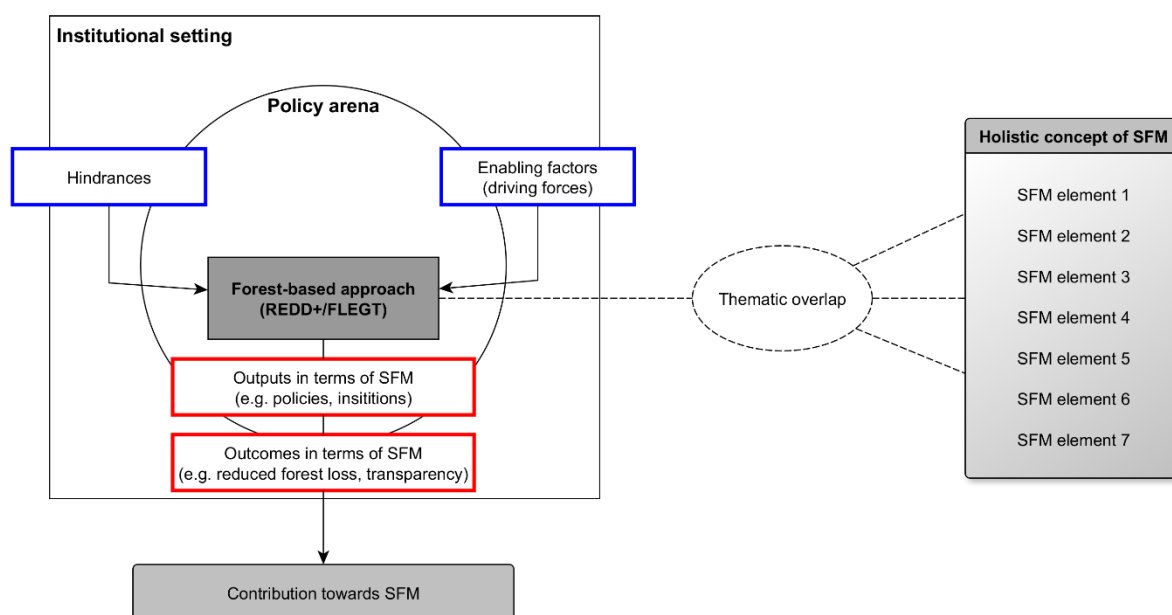 Institutional setting
Policy arena
Hindrances
Enabling factors
(driving forces)
Forest-based approach
(REDD+/FLEGT)
Outputs in terms of SFM
(e.g. policies, insititions)
Outcomes in terms of SFM
(e.g. reduced forest loss, transparency)
Contribution towards SFM
Thematic overlap
Holistic concept of SFM
SFM element 1
SFM element 2
SFM element 3
SFM element 4
SFM element 5
SFM element 6
SFM element 7